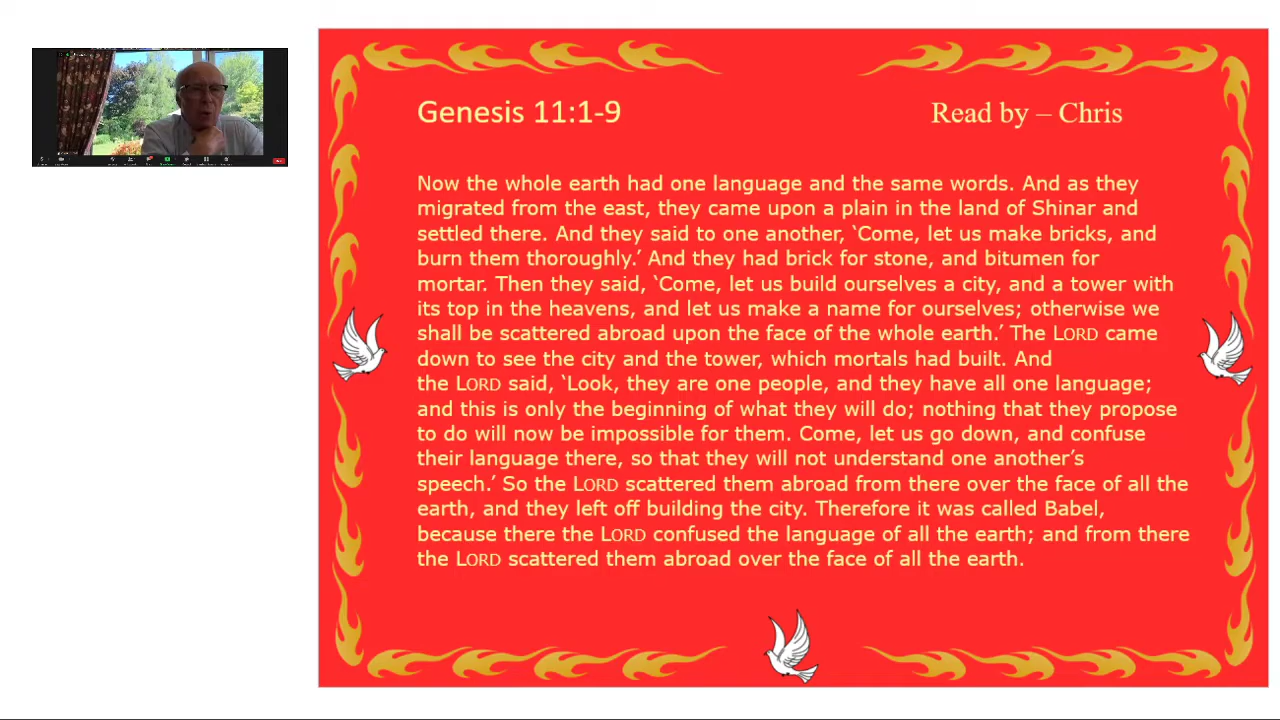 Genesis 11:1-9
Read by – Chris
Now the whole earth had one language and the same words. And as they
migrated from the east, they came upon a plain in the land of Shinar and
settled there. And they said to one another, ‘Come, let us make bricks, and
burn them thoroughly.’ And they had brick for stone, and bitumen for
mortar. Then they said, ‘Come, let us build ourselves a city, and a tower with
its top in the heavens, and let us make a name for ourselves; otherwise we
shall be scattered abroad upon the face of the whole earth.’ The LORD came
down to see the city and the tower, which mortals had built. And
the LORD said, ‘Look, they are one people, and they have all one language;
and this is only the beginning of what they will do; nothing that they propose
to do will now be impossible for them. Come, let us go down, and confuse
their language there, so that they will not understand one another’s
speech.’ So the LORD scattered them abroad from there over the face of all the
earth, and they left off building the city. Therefore it was called Babel,
because there the LORD confused the language of all the earth; and from there
the LORD scattered them abroad over the face of all the earth.